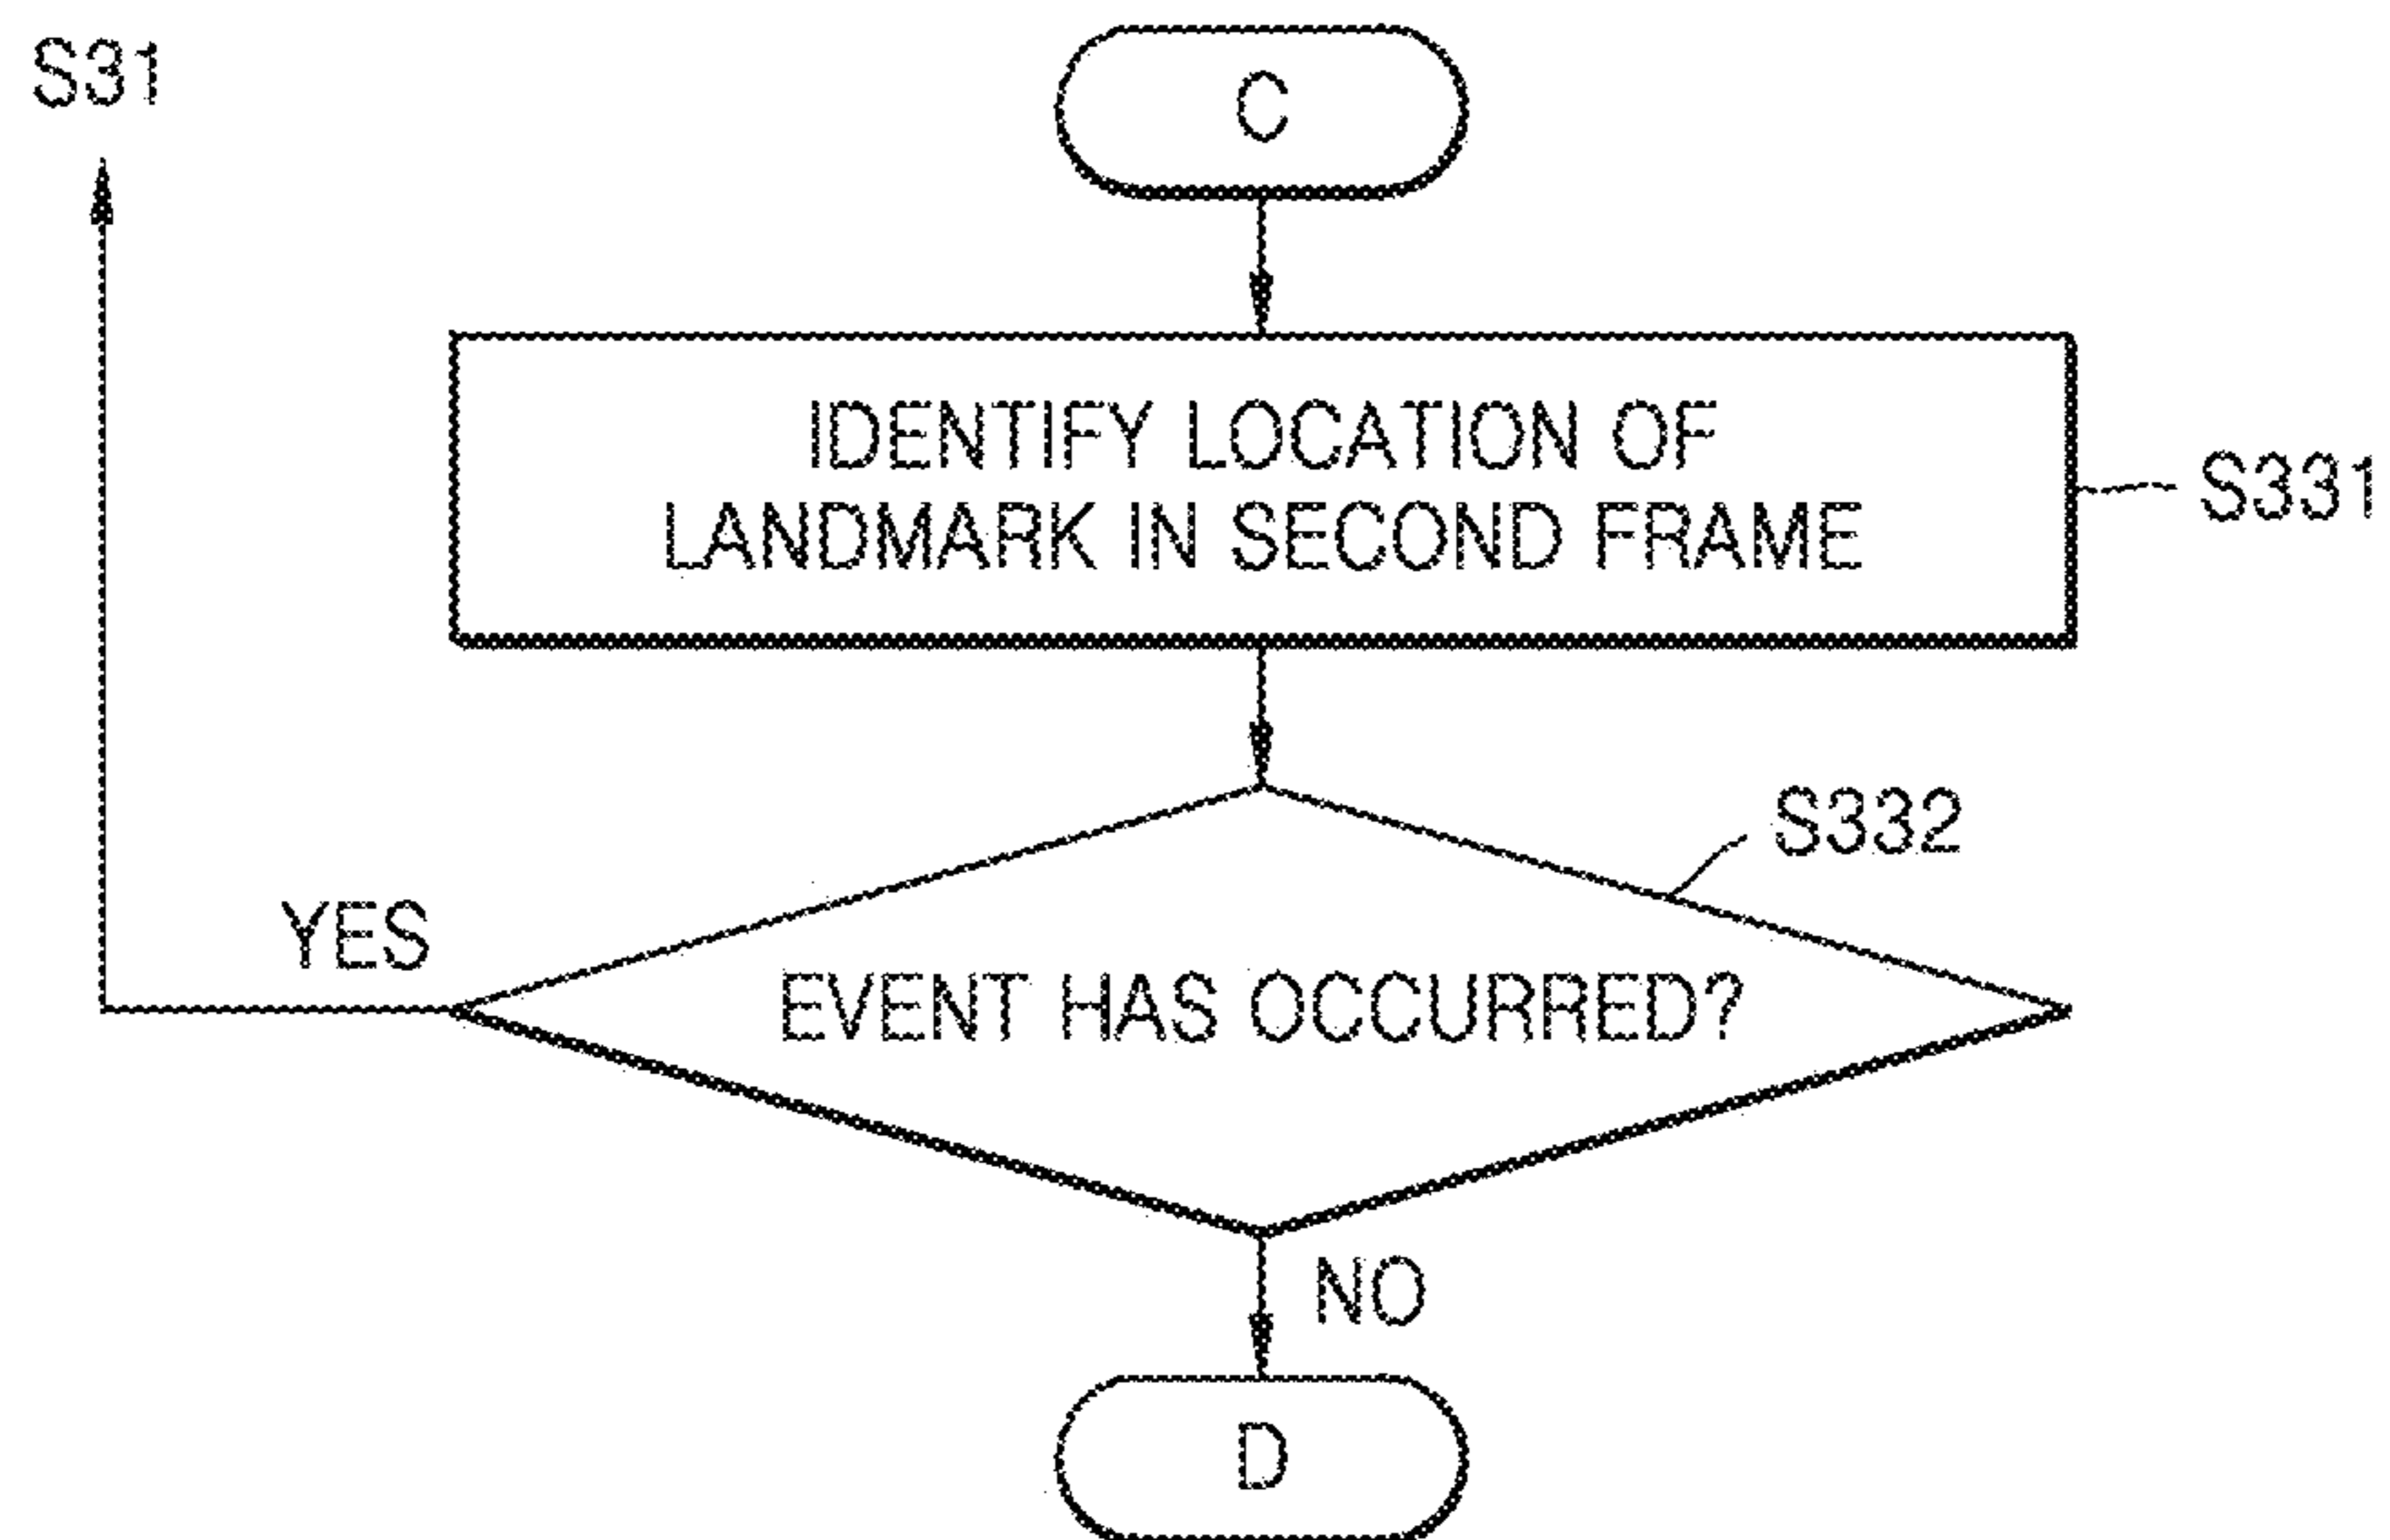 S31
C
IDENTIFY LOCATION OF
LANDMARK IN SECOND FRAME
S331
S332
YES
EVENT HAS OCCURRED?
NO
D